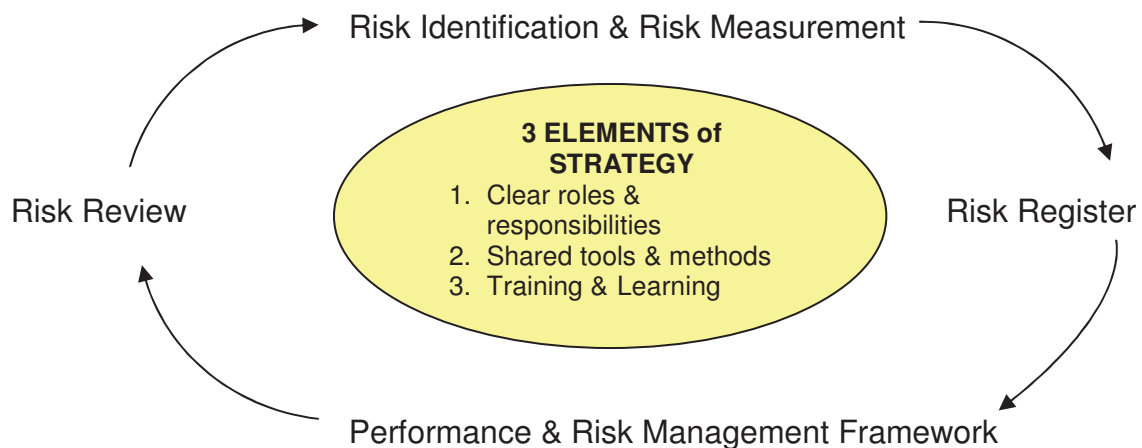 Risk Identification & Risk Measurement
3 ELEMENTS of
STRATEGY
1. Clear roles &
responsibilities
2. Shared tools & methods
3. Training & Learning
Risk Review
Risk Register
Performance & Risk Management Framework